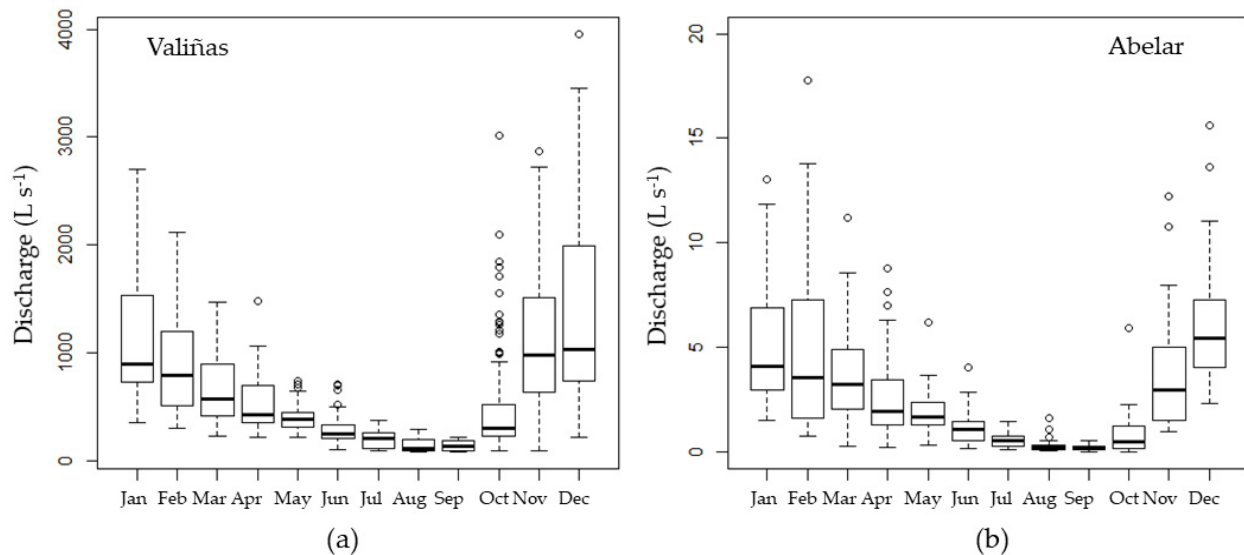 Valiñas
Discharge (L s⁻¹)
4000
3000
2000
1000
0
Jan Feb Mar Apr May Jun Jul Aug Sep Oct Nov Dec
(a)
Abelar
Discharge (L s⁻¹)
20
15
10
5
0
Jan Feb Mar Apr May Jun Jul Aug Sep Oct Nov Dec
(b)